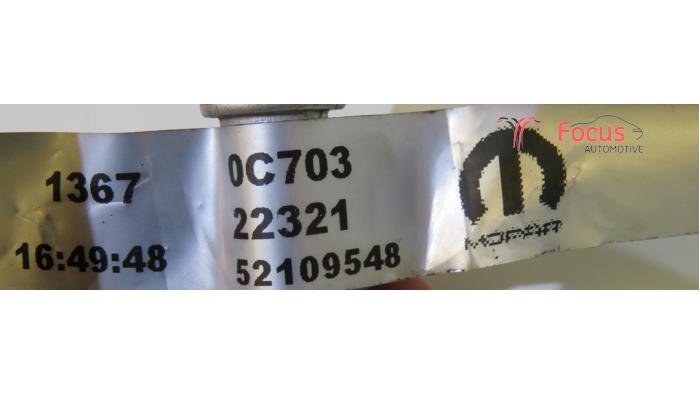 1367
16:49:48
0C703
22321
52109548
MOPAR
Focus
AUTOMOTIVE